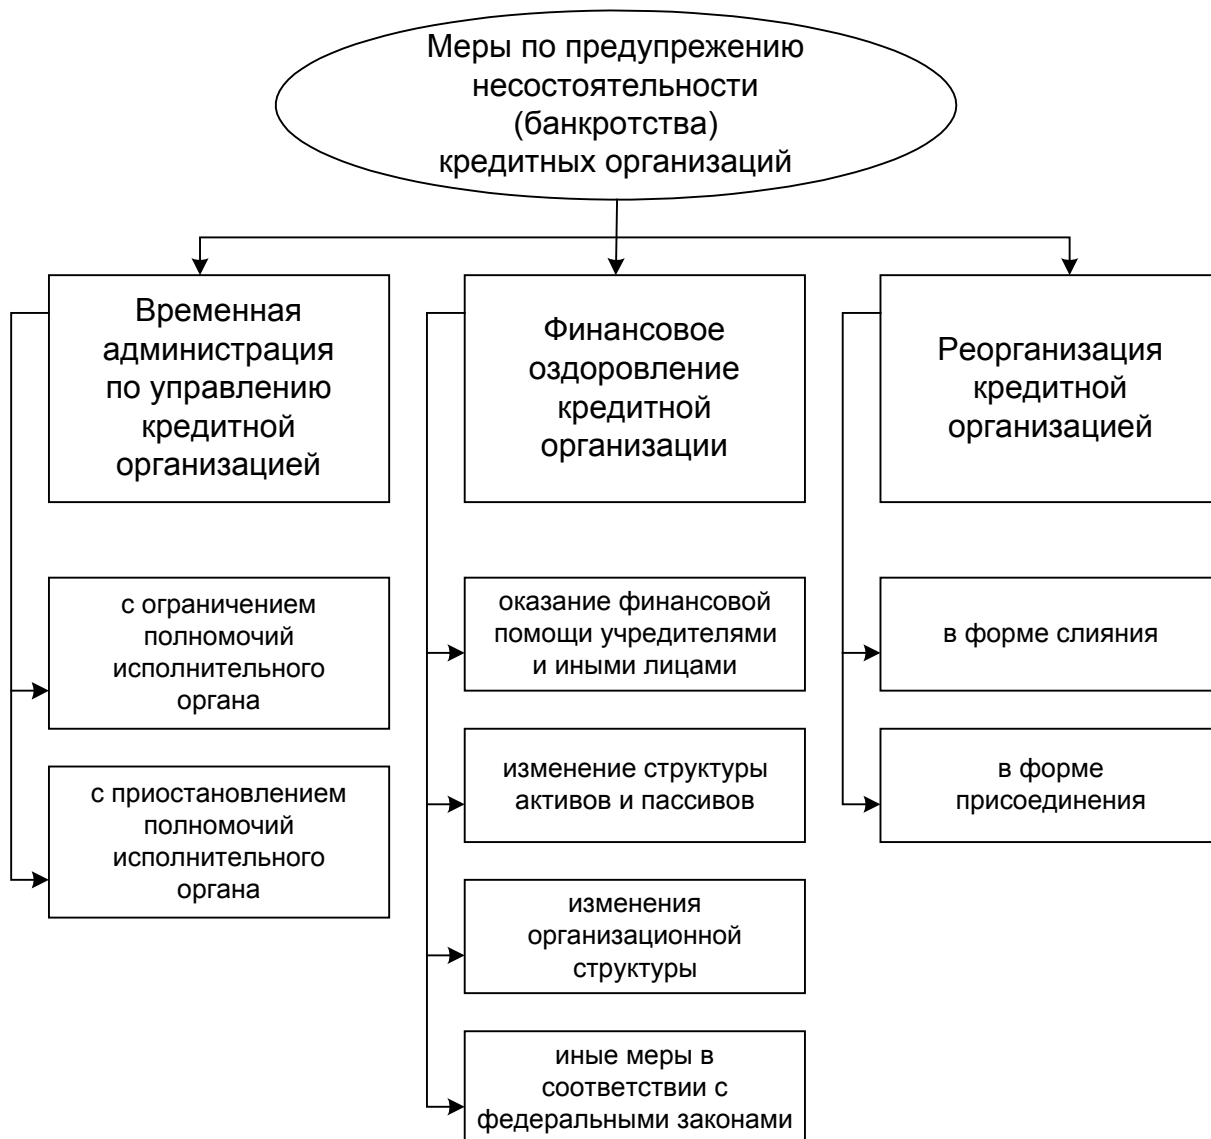 Меры по предупрежению
несостоятельности
(банкротства)
кредитных организаций
Временная
администрация
по управлению
кредитной
организацией
Финансовое
оздоровление
кредитной
организации
Реорганизация
кредитной
организацией
с ограничением
полномочий
исполнительного
органа
с приостановлением
полномочий
исполнительного
органа
оказание финансовой
помощи учредителями
и иными лицами
изменение структуры
активов и пассивов
изменения
организационной
структуры
иные меры в
соответствии с
федеральными законами
в форме слияния
в форме
присоединения